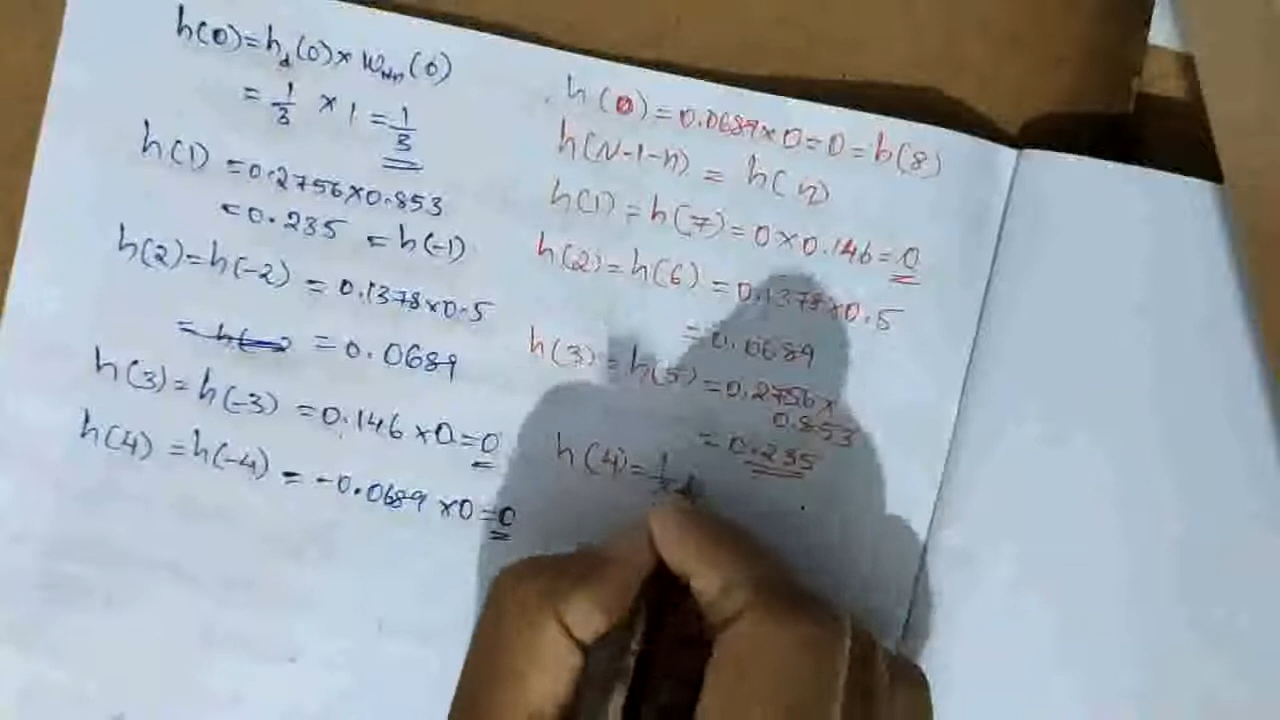 h(0)=h_d(0)×W_Hn(0)
= 1/3 × 1 = 1/3
h(1) =0.2756×0.853
=0.235 =h(-1)
h(2)=h(-2) = 0.1378×0.5
= 0.0689
h(3)=h(-3) =0.146×0=0
h(4) =h(-4) = -0.0689×0=0
h(0)=0.0689×0=0=h(8)
h(N-1-n) = h(n)
h(1)=h(7)=0×0.146=0
h(2)=h(6)=0.1378×0.5
=0.0689
h(3)=h(5)=0.2756×
0.853
=0.235
h(4)=